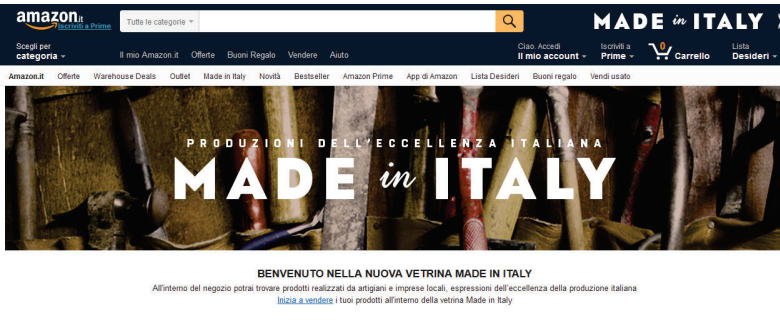 amazon.it
Iscriviti a Prime
Tutte le categorie
MADE in ITALY
Scegli per
categoria
Il mio Amazon.it Offerte Buoni Regalo Vendere Aiuto
Ciao. Accedi
Il mio account
Iscriviti a
Prime
0
Carrello
Lista
Desideri
Amazon.it Offerte Warehouse Deals Outlet Made in Italy Novità Bestseller Amazon Prime App di Amazon Lista Desideri Buoni regalo Vendi usato
PRODUZIONI DELL'ECCELLENZA ITALIANA
MADE in ITALY
BENVENUTO NELLA NUOVA VETRINA MADE IN ITALY
All'interno del negozio potrai trovare prodotti realizzati da artigiani e imprese locali, espressioni dell'eccellenza della produzione italiana
Inizia a vendere i tuoi prodotti all'interno della vetrina Made in Italy